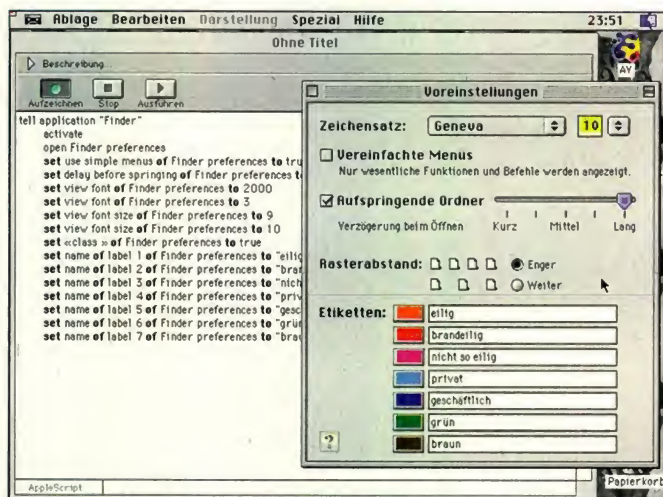 Ablage Bearbeiten Darstellung Spezial Hilfe 23:51
Ohne Titel
Beschreibung
Aufzeichnen Stop Ausführen
tell application "Finder"
activate
open Finder preferences
set use simple menus of Finder preferences to tru
set delay before springing of Finder preferences t
set view font of Finder preferences to 2000
set view font of Finder preferences to 3
set view font size of Finder preferences to 9
set view font size of Finder preferences to 10
set «class » of Finder preferences to true
set name of label 1 of Finder preferences to "eilig
set name of label 2 of Finder preferences to "bran
set name of label 3 of Finder preferences to "nich
set name of label 4 of Finder preferences to "priv
set name of label 5 of Finder preferences to "gesc
set name of label 6 of Finder preferences to "grün
set name of label 7 of Finder preferences to "brau
AppleScript
Voreinstellungen
Zeichensatz: Geneva 10
Vereinfachte Menüs
Nur wesentliche Funktionen und Befehle werden angezeigt.
Aufspringende Ordner
Verzögerung beim Öffnen Kurz Mittel Lang
Rasterabstand: Enger
Weiter
Etiketten: eilig
brandeilig
nicht so eilig
privat
geschäftlich
grün
braun
?
AY
Papierkorb